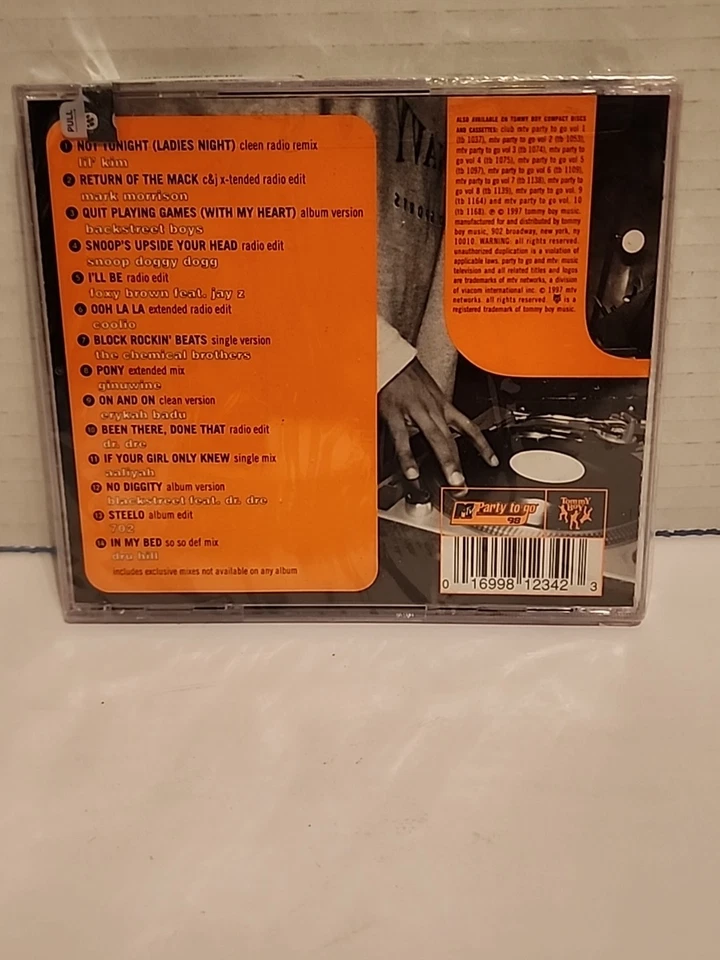 PULL
1 NOT TONIGHT (LADIES NIGHT) cleen radio remix
lil' kim
2 RETURN OF THE MACK c&j x-tended radio edit
mark morrison
3 QUIT PLAYING GAMES (WITH MY HEART) album version
backstreet boys
4 SNOOP'S UPSIDE YOUR HEAD radio edit
snoop doggy dogg
5 I'LL BE radio edit
foxy brown feat. jay z
6 OOH LA LA extended radio edit
coolio
7 BLOCK ROCKIN' BEATS single version
the chemical brothers
8 PONY extended mix
ginuwine
9 ON AND ON clean version
erykah badu
10 BEEN THERE, DONE THAT radio edit
dr. dre
11 IF YOUR GIRL ONLY KNEW single mix
aaliyah
12 NO DIGGITY album version
blackstreet feat. dr. dre
13 STEELO album edit
702
14 IN MY BED so so def mix
dru hill
includes exclusive mixes not available on any album
ALSO AVAILABLE ON TOMMY BOY COMPACT DISCS
AND CASSETTES: club mtv party to go vol 1
(tb 1037), mtv party to go vol 2 (tb 1053),
mtv party to go vol 3 (tb 1074), mtv party to
go vol 4 (tb 1075), mtv party to go vol 5
(tb 1097), mtv party to go vol 6 (tb 1109),
mtv party to go vol 7 (tb 1138), mtv party to
go vol 8 (tb 1139), mtv party to go vol. 9
(tb 1164) and mtv party to go vol. 10
(tb 1168). ℗ © 1997 tommy boy music.
manufactured for and distributed by tommy
boy music, 902 broadway, new york, ny
10010 WARNING: all rights reserved.
unauthorized duplication is a violation of
applicable laws. party to go and mtv: music
television and all related titles and logos
are trademarks of mtv networks, a division
of viacom international inc. © 1997 mtv
networks. all rights reserved. is a
registered trademark of tommy boy music.
SPORTS
MTV Party to go
98
TOMMY BOY
0 16998 12342 3